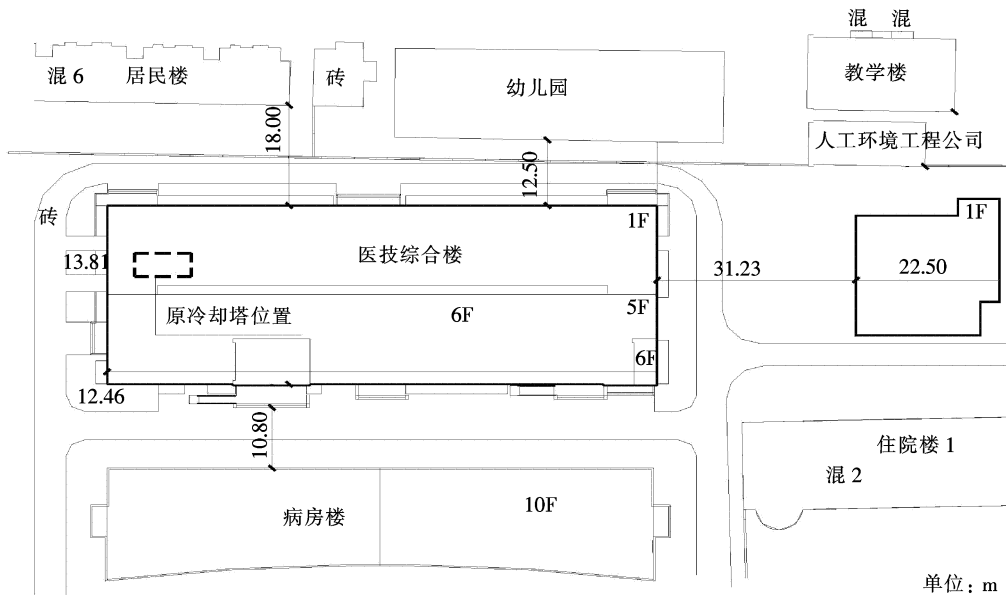 混 混
混 6 居民楼
砖
幼儿园
教学楼
人工环境工程公司
18.00
12.50
砖
1F
1F
医技综合楼
13.81
31.23
22.50
原冷却塔位置
6F
5F
6F
12.46
10.80
住院楼 1
混 2
病房楼
10F
单位：m